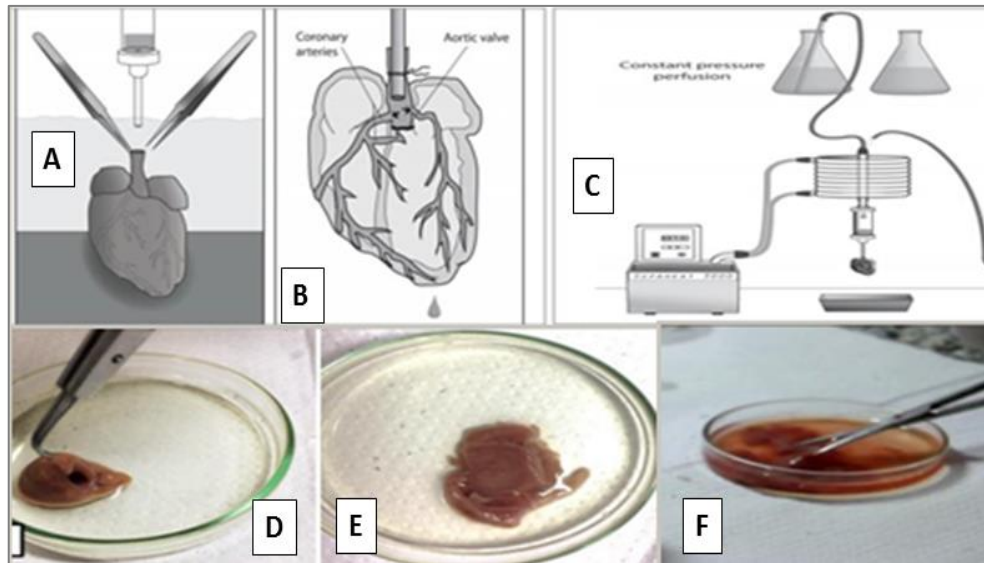 A
Coronary
arteries
Aortic valve
B
Constant pressure
perfusion
C
D
E
F